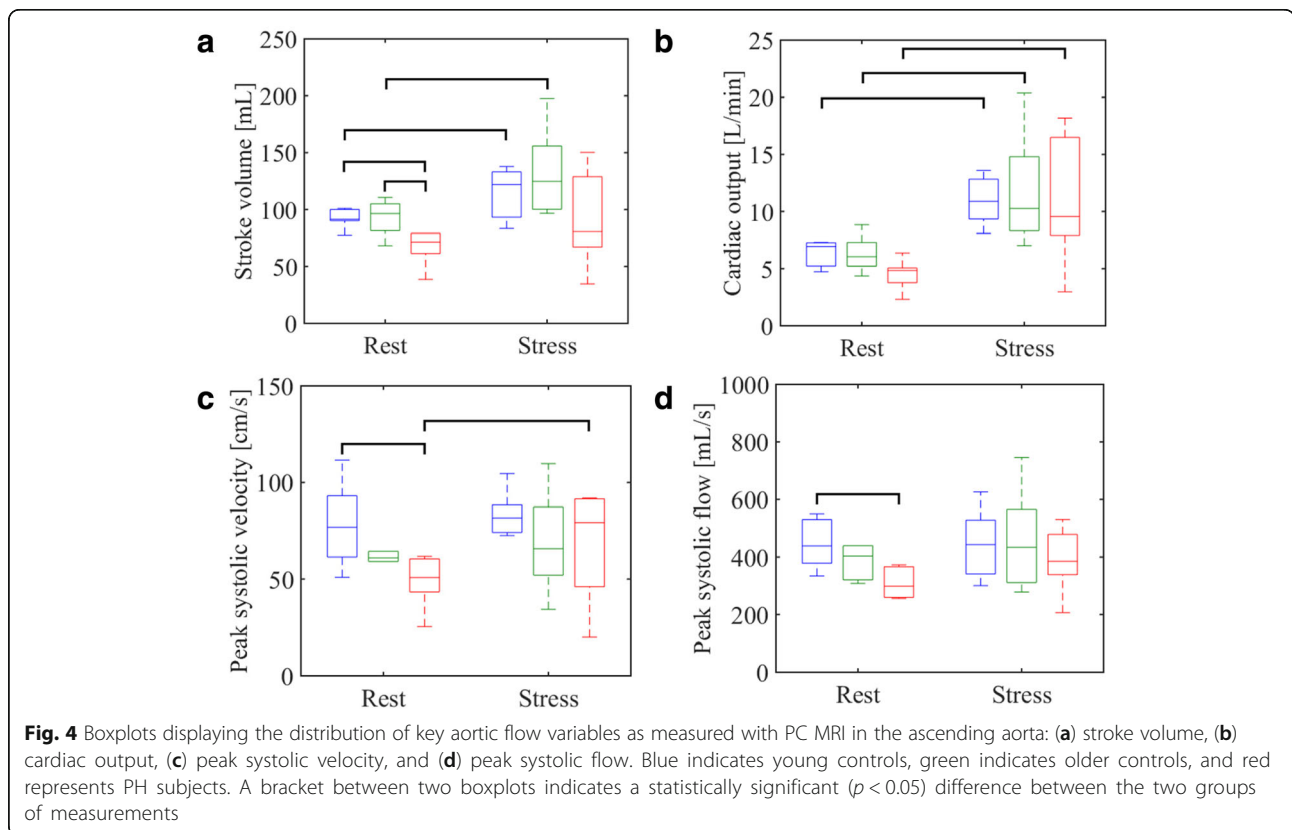 a
250
200
150
100
50
0
Stroke volume [mL]
Rest
Stress
b
25
20
15
10
5
0
Cardiac output [L/min]
Rest
Stress
c
150
100
50
0
Peak systolic velocity [cm/s]
Rest
Stress
d
1000
800
600
400
200
0
Peak systolic flow [mL/s]
Rest
Stress
Fig. 4 Boxplots displaying the distribution of key aortic flow variables as measured with PC MRI in the ascending aorta: (a) stroke volume, (b)
cardiac output, (c) peak systolic velocity, and (d) peak systolic flow. Blue indicates young controls, green indicates older controls, and red
represents PH subjects. A bracket between two boxplots indicates a statistically significant (p < 0.05) difference between the two groups
of measurements